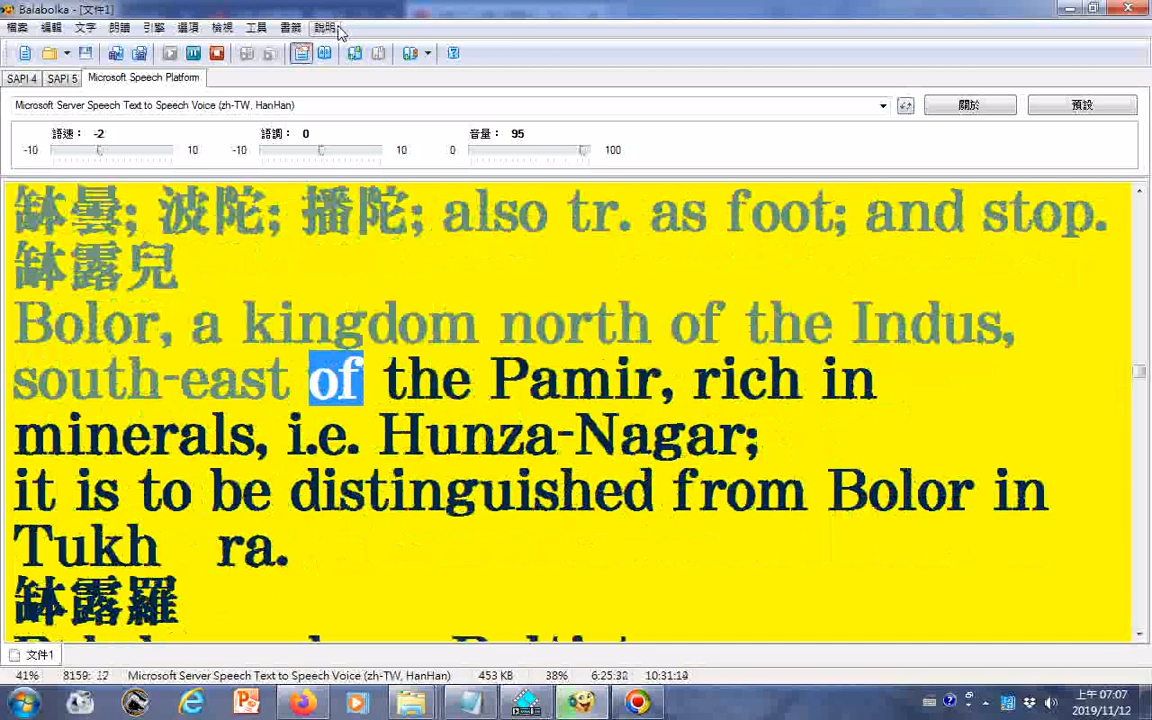 Balabolka - [文件1]
檔案 編輯 文字 朗讀 引擎 選項 檢視 工具 書籤 說明
SAPI 4 SAPI 5 Microsoft Speech Platform
Microsoft Server Speech Text to Speech Voice (zh-TW, HanHan) 關於 預設
語速： -2 語調： 0 音量： 95
-10 10 -10 10 0 100
缽曇; 波陀; 播陀; also tr. as foot; and stop.
缽露兒
Bolor, a kingdom north of the Indus,
south-east of the Pamir, rich in
minerals, i.e. Hunza-Nagar;
it is to be distinguished from Bolor in
Tukh ra.
缽露羅
文件1
41% 8159: 12 Microsoft Server Speech Text to Speech Voice (zh-TW, HanHan) 453 KB 38% 6:25:32 10:31:19
上午 07:07
2019/11/12